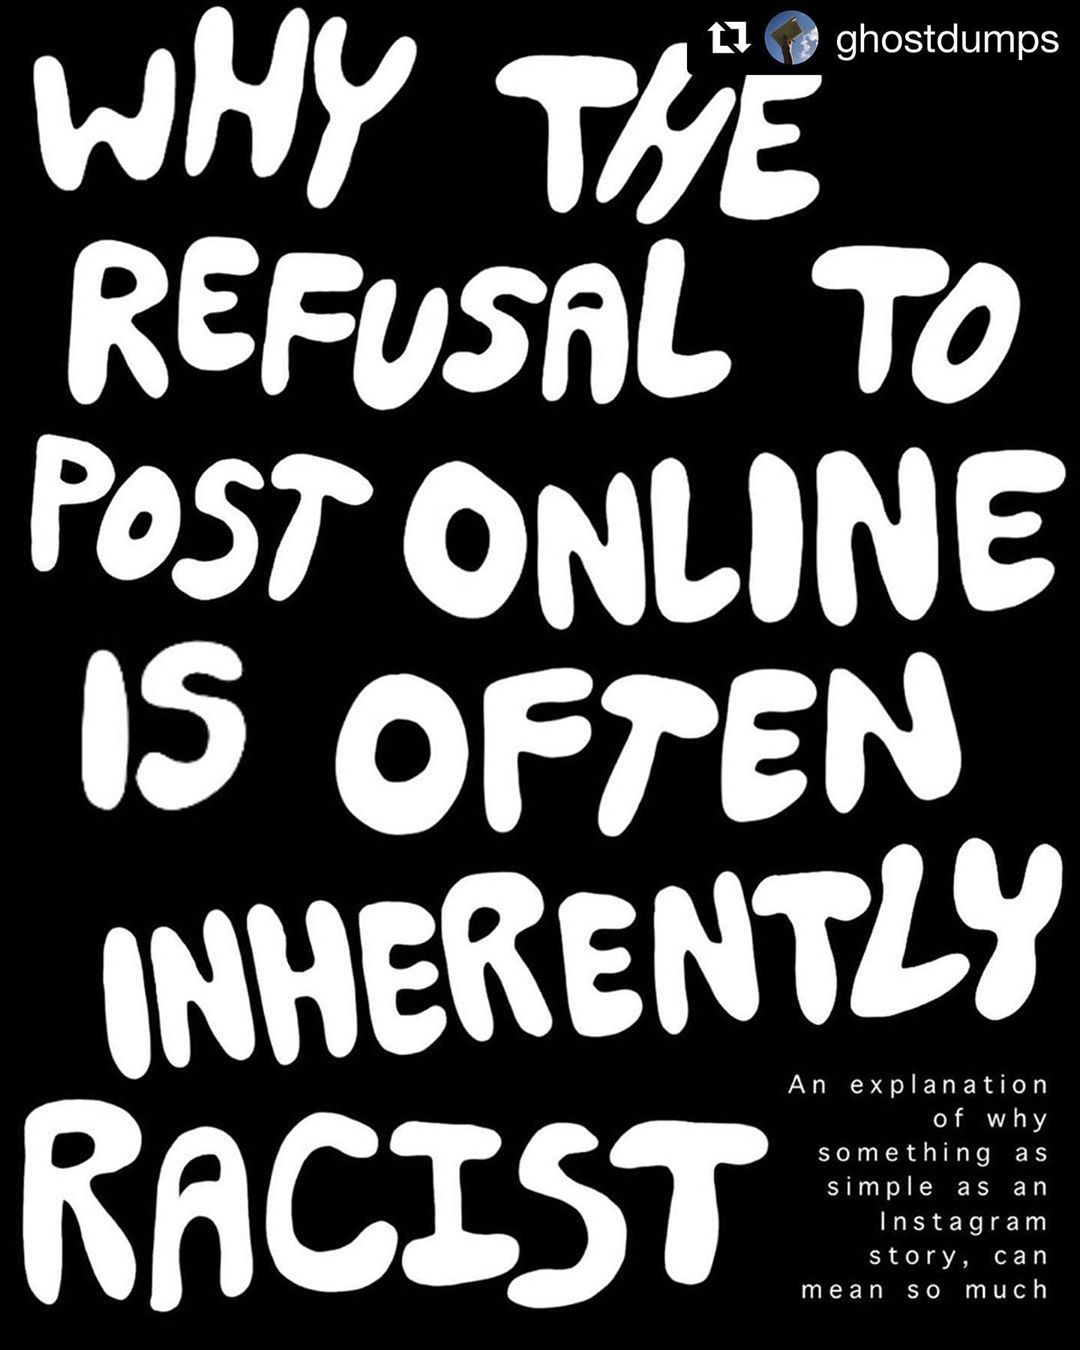 ghostdumps
WHY THE
REFUSAL TO
POST ONLINE
IS OFTEN
INHERENTLY
RACIST
An explanation
of why
something as
simple as an
Instagram
story, can
mean so much